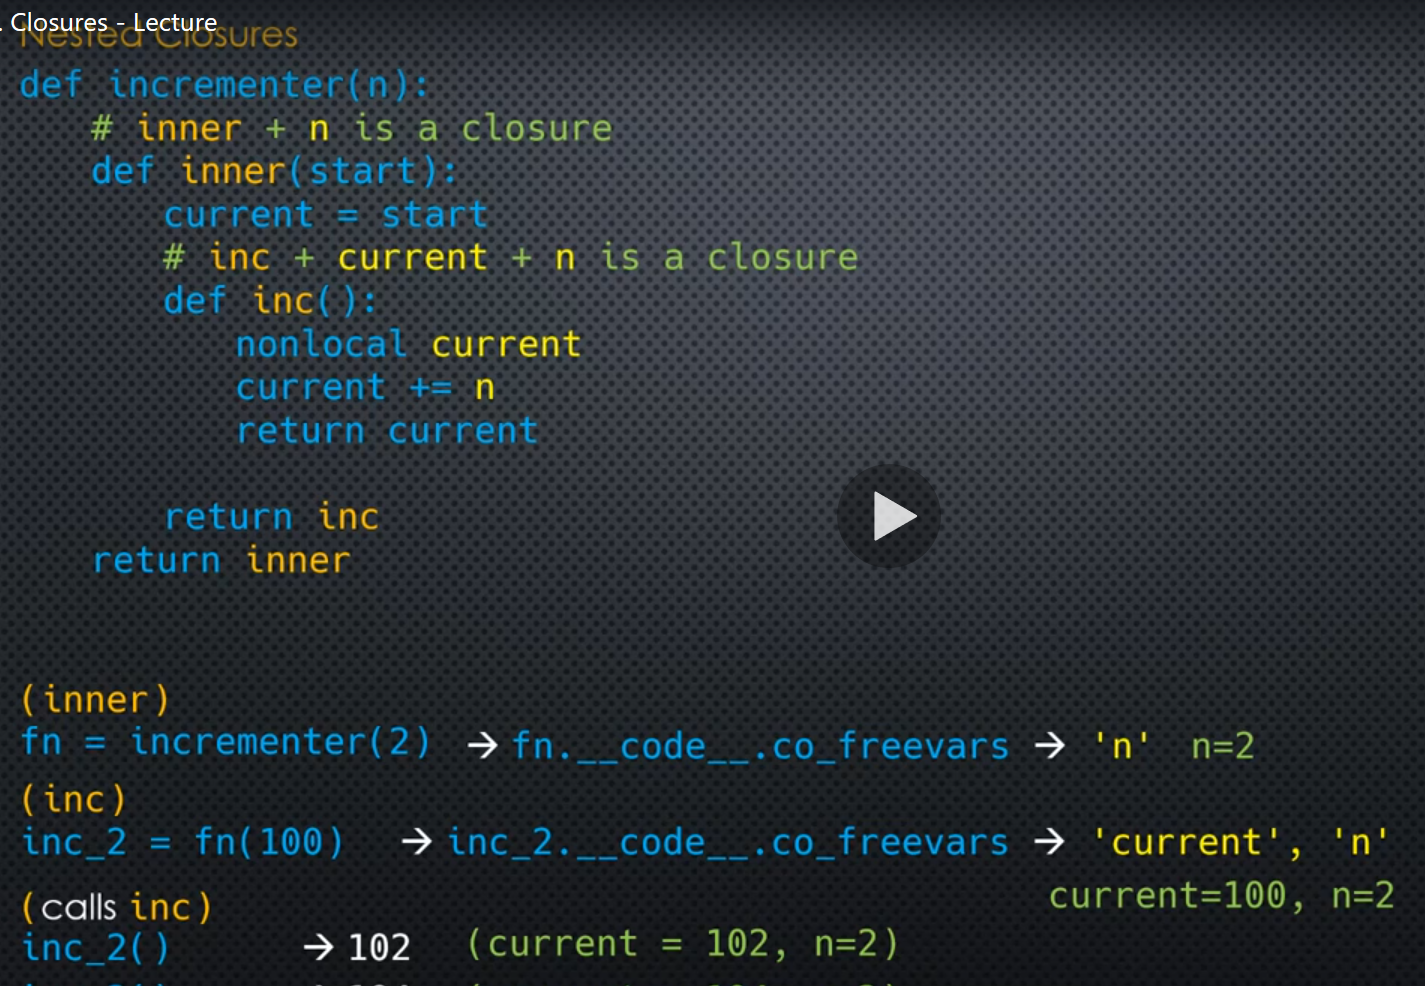 . Closures - Lecture
Nested Closures
def incrementer(n):
# inner + n is a closure
def inner(start):
current = start
# inc + current + n is a closure
def inc():
nonlocal current
current += n
return current
return inc
return inner
(inner)
fn = incrementer(2) → fn.__code__.co_freevars → 'n' n=2
(inc)
inc_2 = fn(100) → inc_2.__code__.co_freevars → 'current', 'n'
current=100, n=2
(calls inc)
inc_2() → 102 (current = 102, n=2)